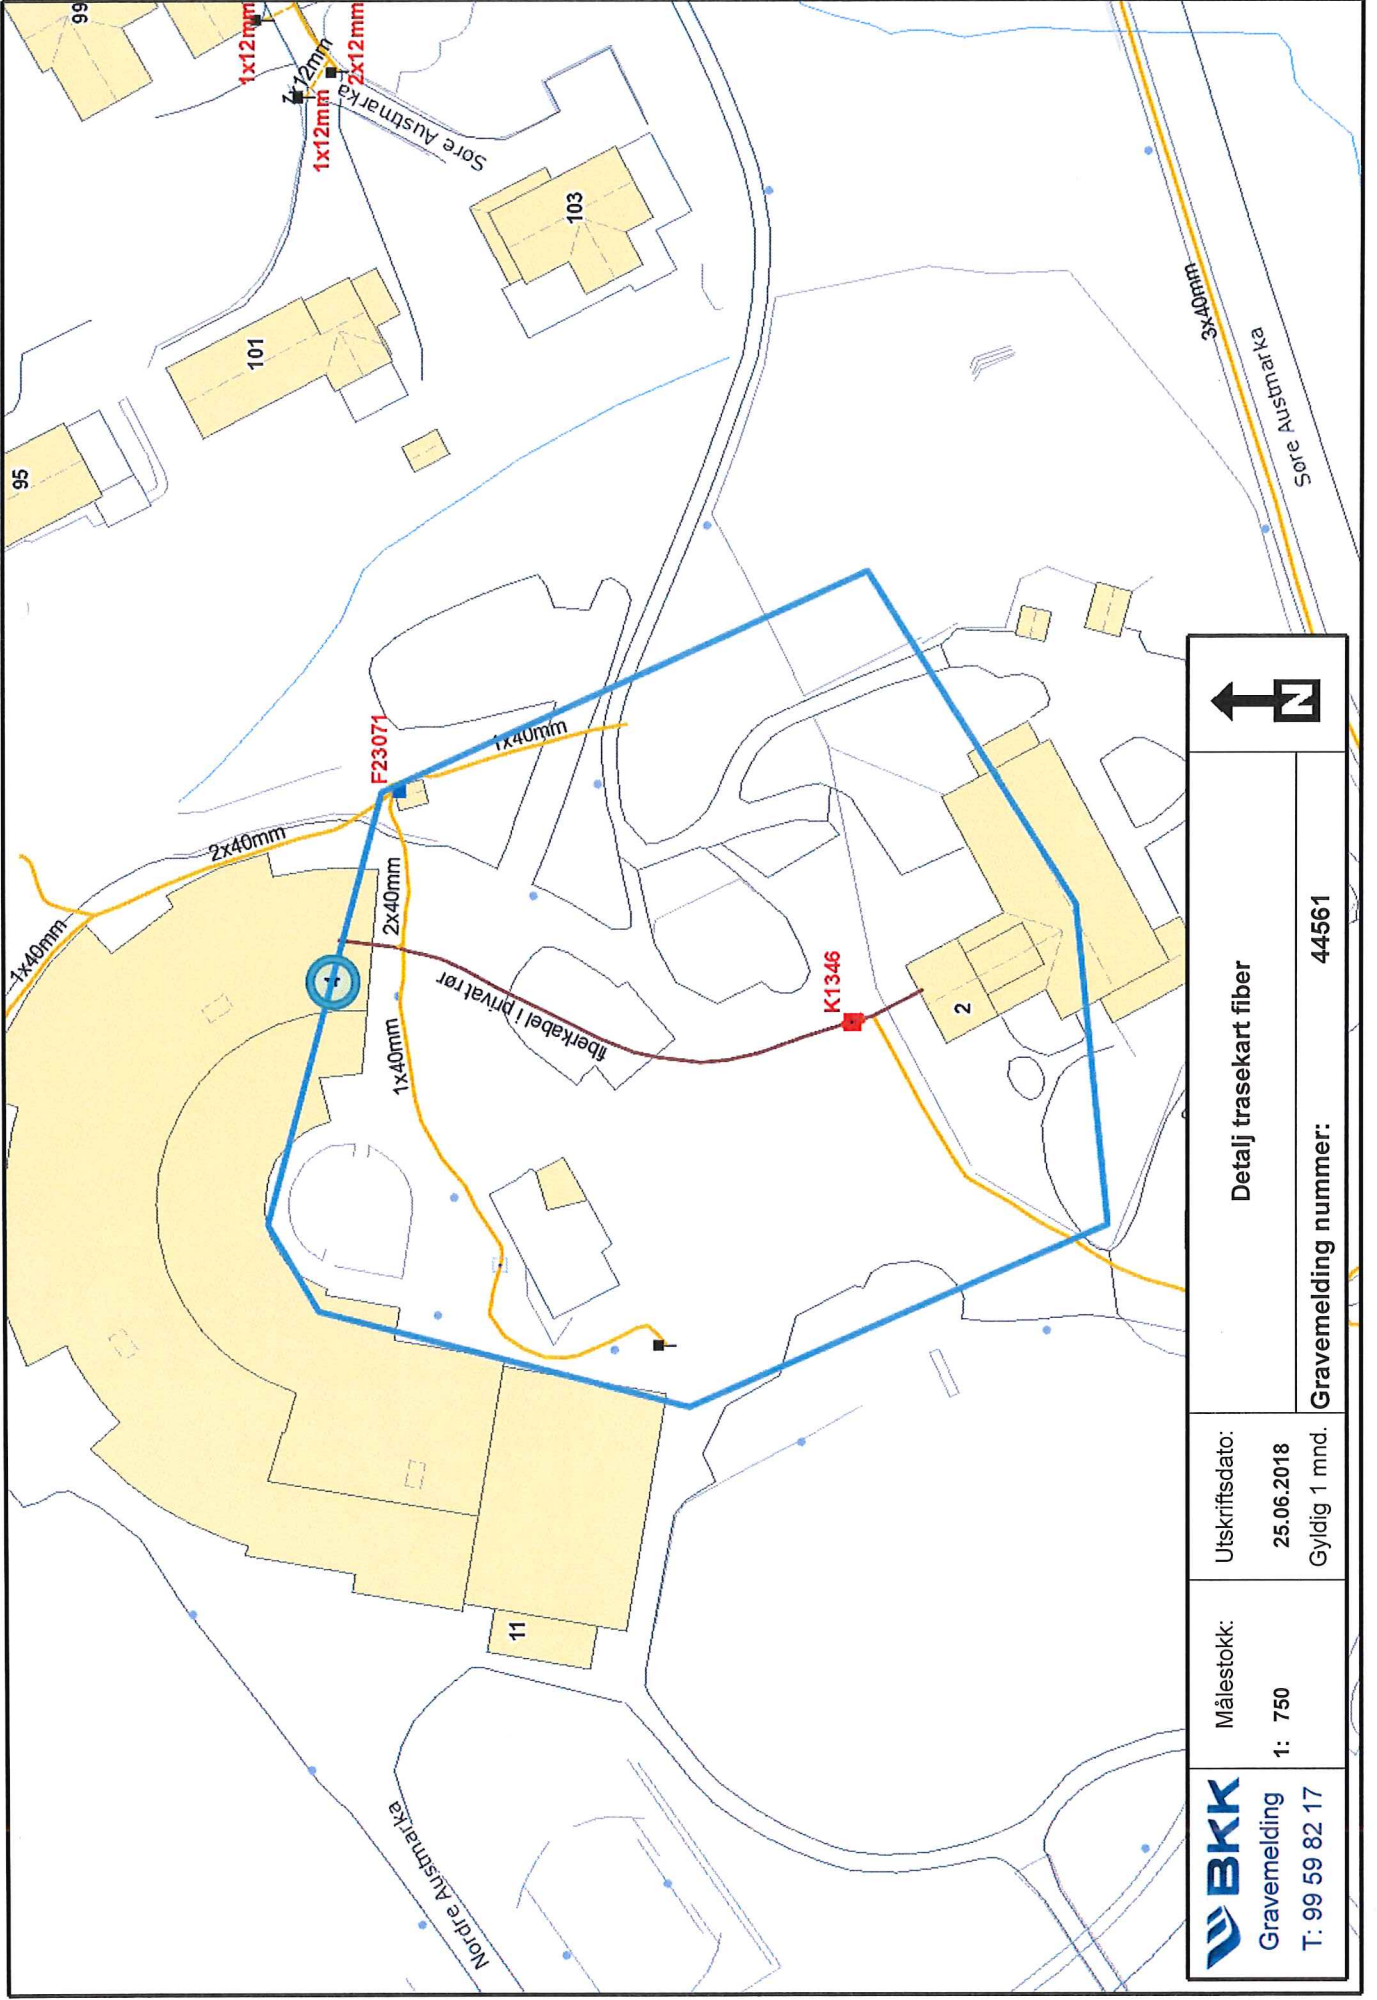 99
1x12mm
2x12mm
1x12mm
Søre Austmarka
103
101
95
3x40mm
Søre Austmarka
F23071
1x40mm
2x40mm
1x40mm
2x40mm
1x40mm
fiberkabel i privat rør
K1346
2
11
Nordre Austmarka
BKK
Gravemelding
T: 99 59 82 17
Målestokk:
1: 750
Utskriftsdato:
25.06.2018
Gyldig 1 mnd.
Detalj trasekart fiber
Gravemelding nummer: 44561
N